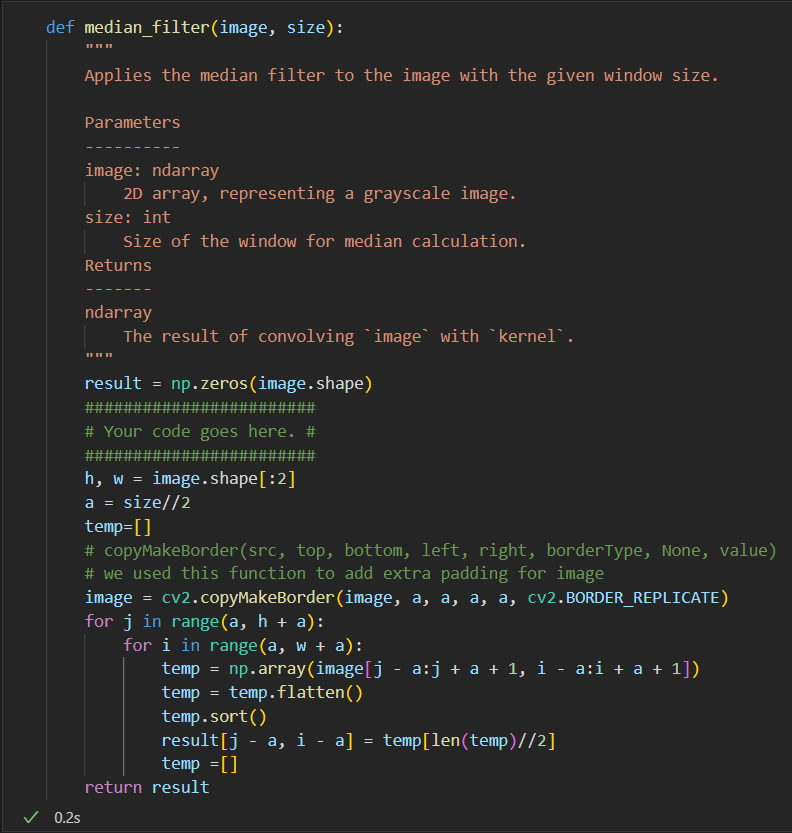 def median_filter(image, size):
    """
    Applies the median filter to the image with the given window size.

    Parameters
    ----------
    image: ndarray
        2D array, representing a grayscale image.
    size: int
        Size of the window for median calculation.
    Returns
    -------
    ndarray
        The result of convolving `image` with `kernel`.
    """
    result = np.zeros(image.shape)
    ########################
    # Your code goes here. #
    ########################
    h, w = image.shape[:2]
    a = size//2
    temp=[]
    # copyMakeBorder(src, top, bottom, left, right, borderType, None, value)
    # we used this function to add extra padding for image
    image = cv2.copyMakeBorder(image, a, a, a, a, cv2.BORDER_REPLICATE)
    for j in range(a, h + a):
        for i in range(a, w + a):
            temp = np.array(image[j - a:j + a + 1, i - a:i + a + 1])
            temp = temp.flatten()
            temp.sort()
            result[j - a, i - a] = temp[len(temp)//2]
            temp =[]
    return result
0.2s